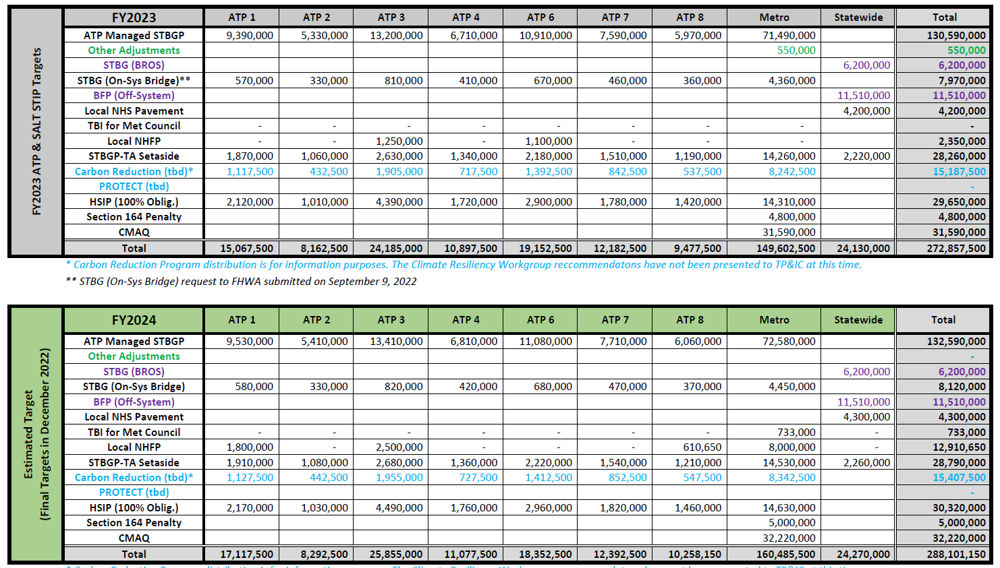 FY2023 ATP & SALT STIP Targets
FY2023 ATP 1 ATP 2 ATP 3 ATP 4 ATP 6 ATP 7 ATP 8 Metro Statewide Total
ATP Managed STBGP 9,390,000 5,330,000 13,200,000 6,710,000 10,910,000 7,590,000 5,970,000 71,490,000 130,590,000
Other Adjustments 550,000 550,000
STBG (BROS) 6,200,000 6,200,000
STBG (On-Sys Bridge)** 570,000 330,000 810,000 410,000 670,000 460,000 360,000 4,360,000 7,970,000
BFP (Off-System) 11,510,000 11,510,000
Local NHS Pavement 4,200,000 4,200,000
TBI for Met Council - - - - - - - - -
Local NHFP - - 1,250,000 - 1,100,000 - - - 2,350,000
STBGP-TA Setaside 1,870,000 1,060,000 2,630,000 1,340,000 2,180,000 1,510,000 1,190,000 14,260,000 2,220,000 28,260,000
Carbon Reduction (tbd)* 1,117,500 432,500 1,905,000 717,500 1,392,500 842,500 537,500 8,242,500 15,187,500
PROTECT (tbd) -
HSIP (100% Oblig.) 2,120,000 1,010,000 4,390,000 1,720,000 2,900,000 1,780,000 1,420,000 14,310,000 29,650,000
Section 164 Penalty 4,800,000 4,800,000
CMAQ 31,590,000 31,590,000
Total 15,067,500 8,162,500 24,185,000 10,897,500 19,152,500 12,182,500 9,477,500 149,602,500 24,130,000 272,857,500
* Carbon Reduction Program distribution is for information purposes. The Climate Resiliency Workgroup reccommendatons have not been presented to TP&IC at this time.
** STBG (On-Sys Bridge) request to FHWA submitted on September 9, 2022
Estimated Target
(Final Targets in December 2022)
FY2024 ATP 1 ATP 2 ATP 3 ATP 4 ATP 6 ATP 7 ATP 8 Metro Statewide Total
ATP Managed STBGP 9,530,000 5,410,000 13,410,000 6,810,000 11,080,000 7,710,000 6,060,000 72,580,000 132,590,000
Other Adjustments -
STBG (BROS) 6,200,000 6,200,000
STBG (On-Sys Bridge) 580,000 330,000 820,000 420,000 680,000 470,000 370,000 4,450,000 8,120,000
BFP (Off-System) 11,510,000 11,510,000
Local NHS Pavement 4,300,000 4,300,000
TBI for Met Council - - - - - - - 733,000 - 733,000
Local NHFP 1,800,000 - 2,500,000 - - - 610,650 8,000,000 - 12,910,650
STBGP-TA Setaside 1,910,000 1,080,000 2,680,000 1,360,000 2,220,000 1,540,000 1,210,000 14,530,000 2,260,000 28,790,000
Carbon Reduction (tbd)* 1,127,500 442,500 1,955,000 727,500 1,412,500 852,500 547,500 8,342,500 15,407,500
PROTECT (tbd) -
HSIP (100% Oblig.) 2,170,000 1,030,000 4,490,000 1,760,000 2,960,000 1,820,000 1,460,000 14,630,000 30,320,000
Section 164 Penalty 5,000,000 5,000,000
CMAQ 32,220,000 32,220,000
Total 17,117,500 8,292,500 25,855,000 11,077,500 18,352,500 12,392,500 10,258,150 160,485,500 24,270,000 288,101,150